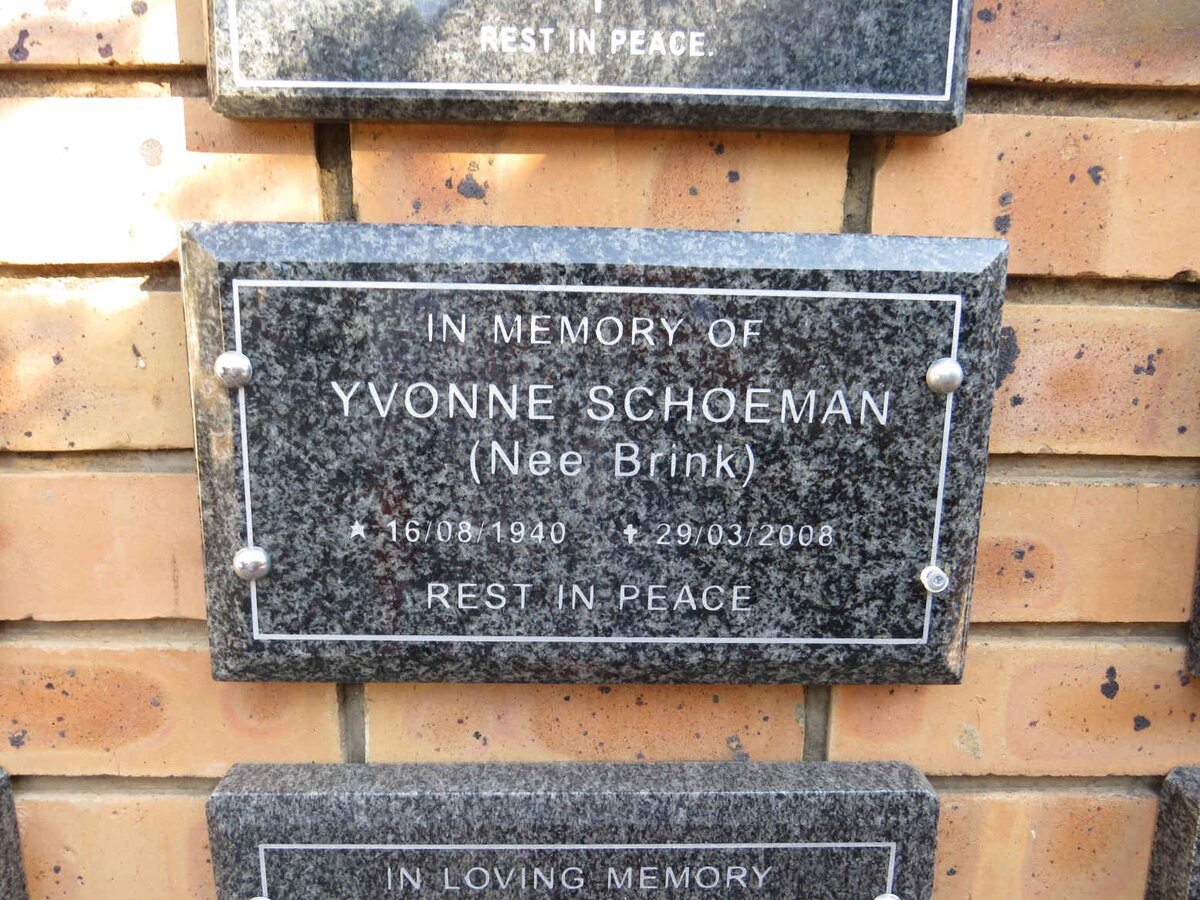 REST IN PEACE.
IN MEMORY OF
YVONNE SCHOEMAN
(Nee Brink)
★ 16/08/1940 ✝ 29/03/2008
REST IN PEACE
IN LOVING MEMORY